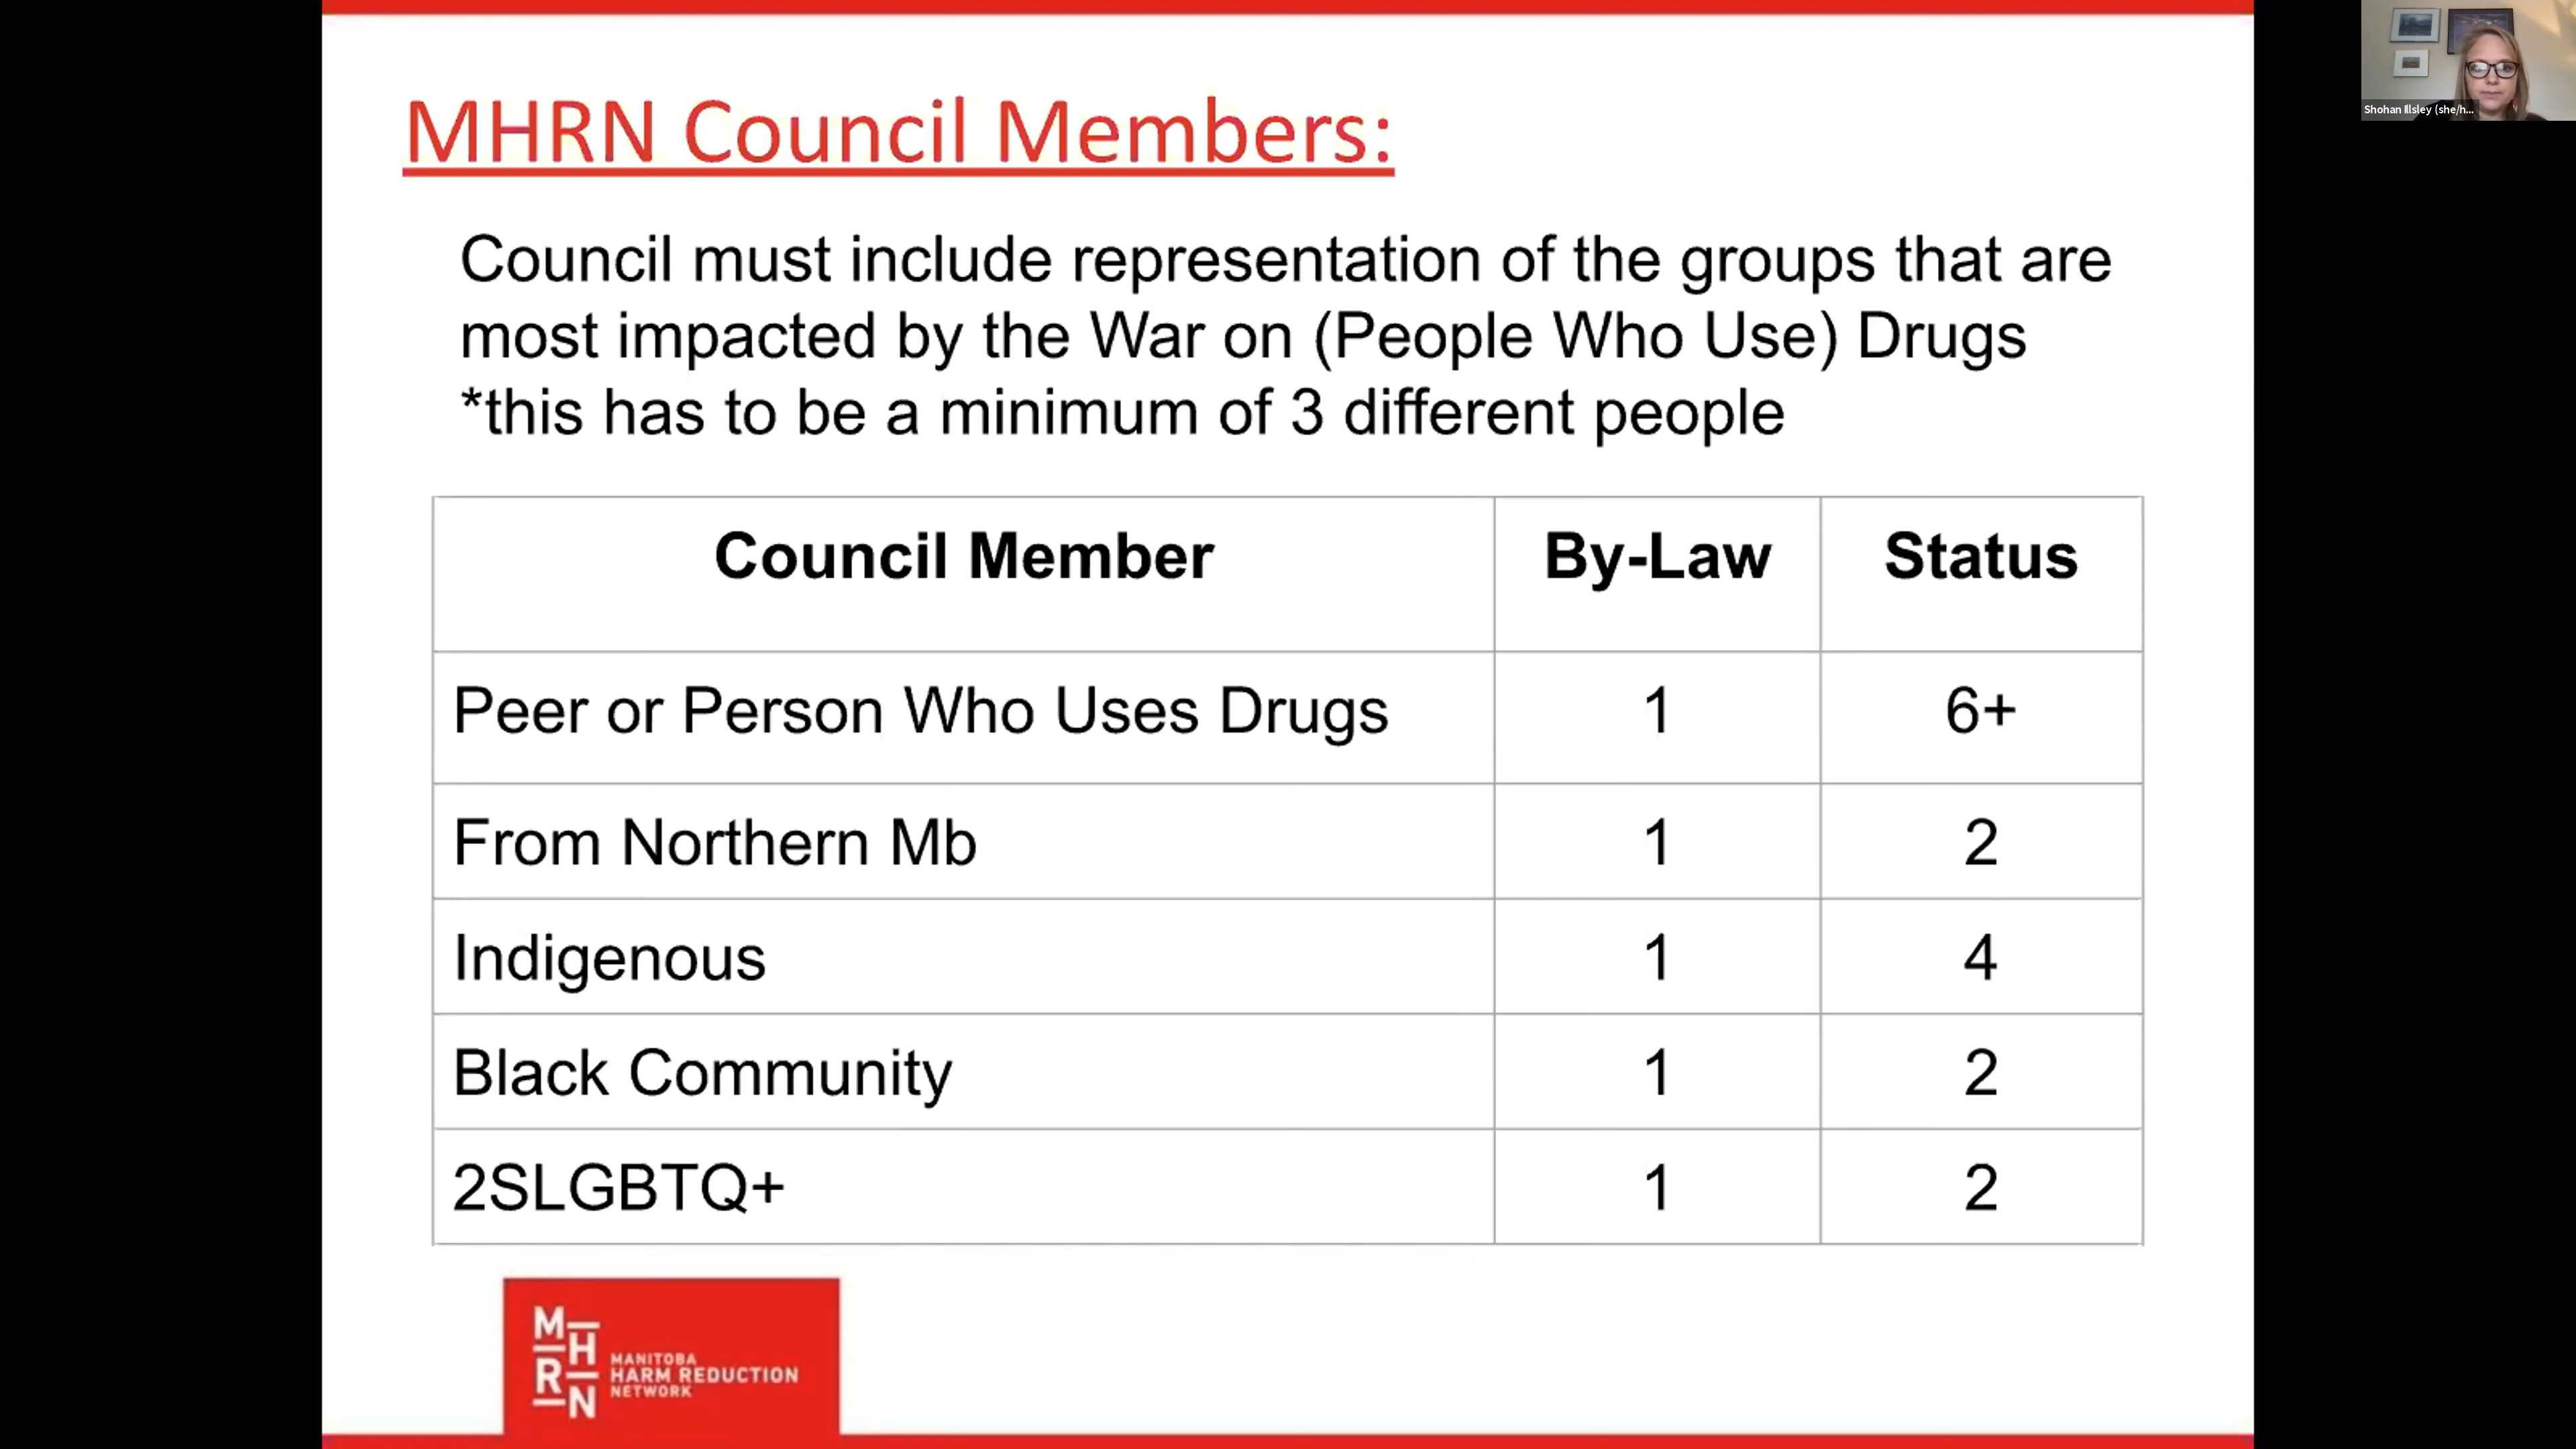 MHRN Council Members:
Shohan Illsley (she/h...
Council must include representation of the groups that are
most impacted by the War on (People Who Use) Drugs
*this has to be a minimum of 3 different people
Council Member By-Law Status
Peer or Person Who Uses Drugs 1 6+
From Northern Mb 1 2
Indigenous 1 4
Black Community 1 2
2SLGBTQ+ 1 2
MHRN
MANITOBA
HARM REDUCTION
NETWORK